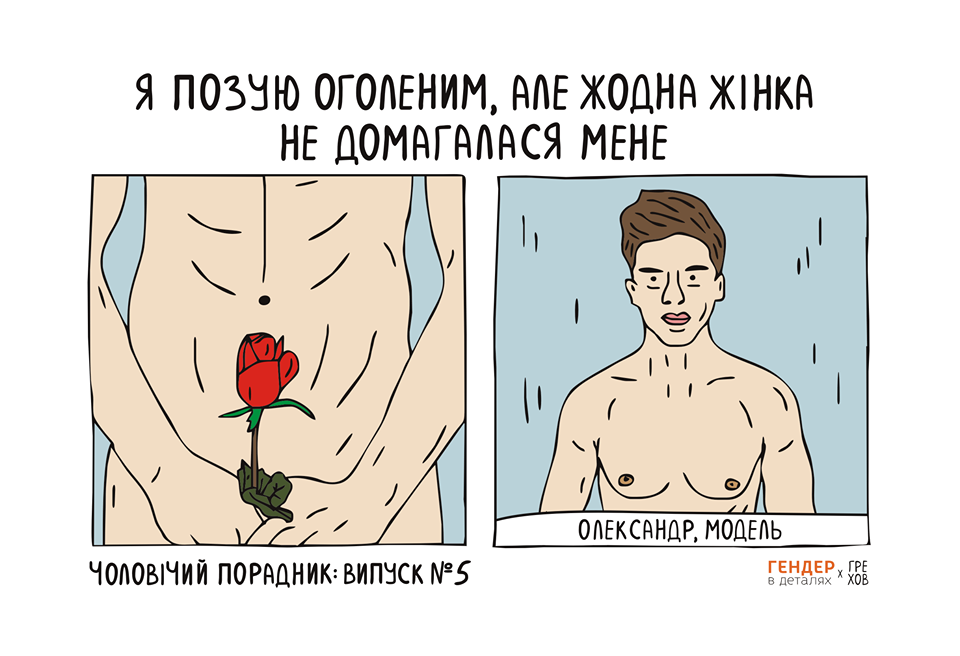 Я ПОЗУЮ ОГОЛЕНИМ, АЛЕ ЖОДНА ЖІНКА
НЕ ДОМАГАЛАСЯ МЕНЕ
ОЛЕКСАНДР, МОДЕЛЬ
ЧОЛОВІЧИЙ ПОРАДНИК: ВИПУСК №5
ГЕНДЕР
в деталях
х
ГРЕ
ХОВ